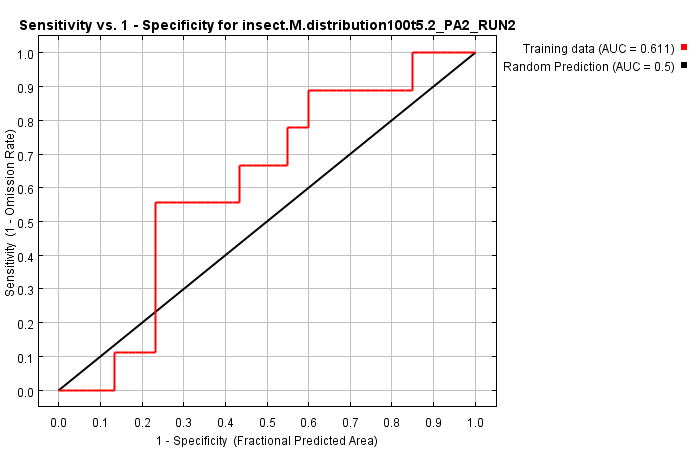 Sensitivity vs. 1 - Specificity for insect.M.distribution100t5.2_PA2_RUN2
Training data (AUC = 0.611)
Random Prediction (AUC = 0.5)
Sensitivity (1 - Omission Rate)
1.0
0.9
0.8
0.7
0.6
0.5
0.4
0.3
0.2
0.1
0.0
0.0 0.1 0.2 0.3 0.4 0.5 0.6 0.7 0.8 0.9 1.0
1 - Specificity (Fractional Predicted Area)